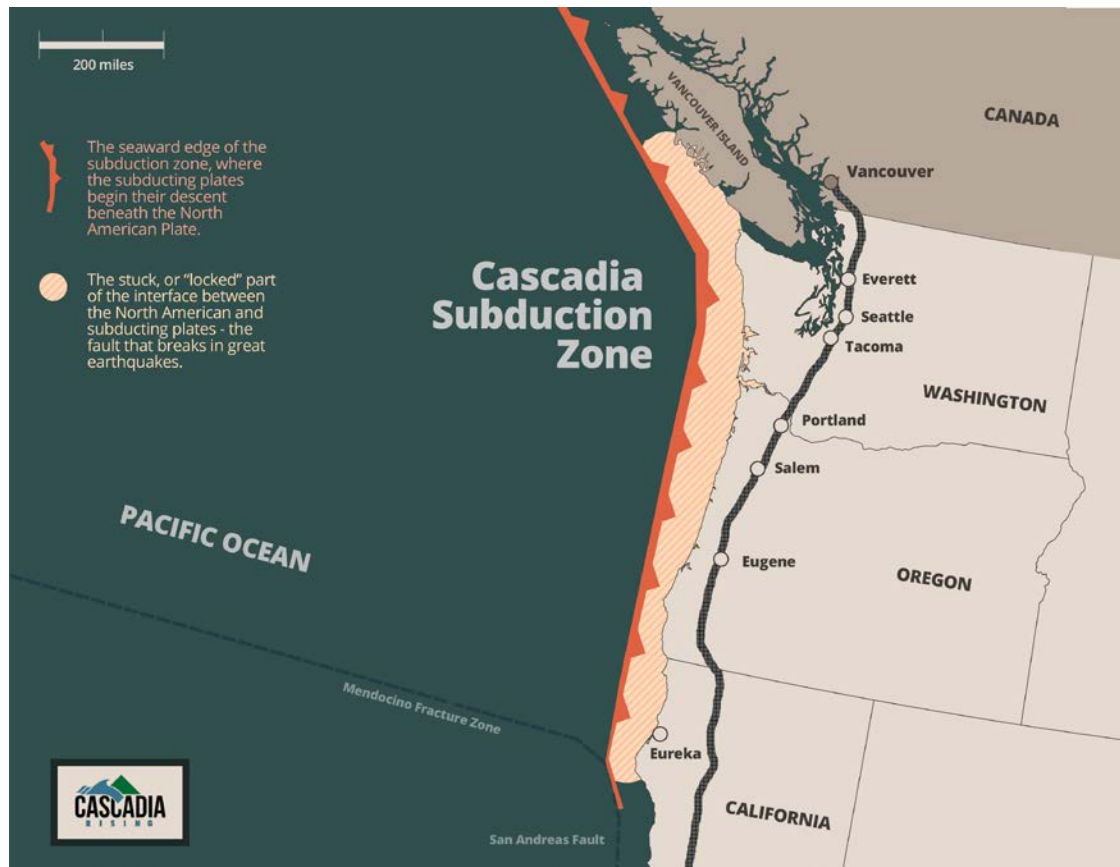 200 miles
The seaward edge of the
subduction zone, where
the subducting plates
begin their descent
beneath the North
American Plate.
The stuck, or “locked” part
of the interface between
the North American and
subducting plates - the
fault that breaks in great
earthquakes.
Cascadia
Subduction
Zone
PACIFIC OCEAN
Mendocino Fracture Zone
San Andreas Fault
VANCOUVER ISLAND
CANADA
Vancouver
Everett
Seattle
Tacoma
WASHINGTON
Portland
Salem
Eugene
OREGON
Eureka
CALIFORNIA
CASCADIA
RISING